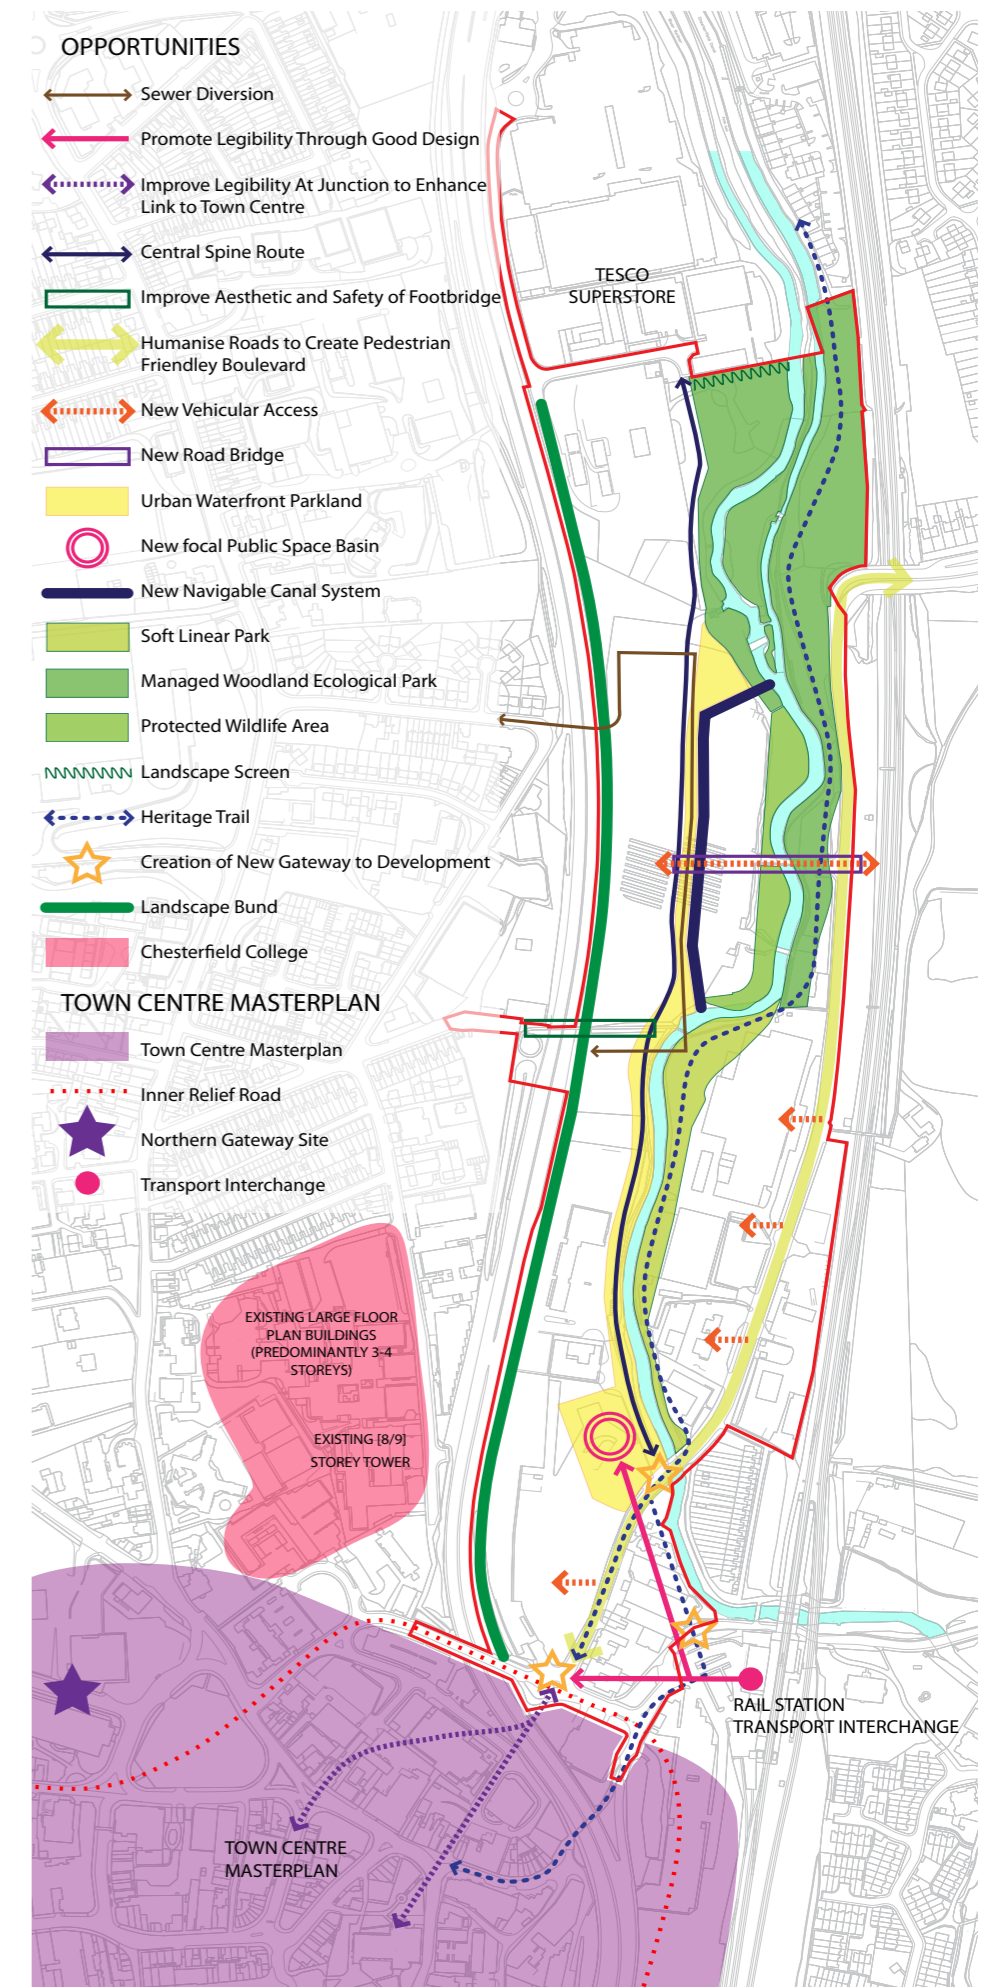 OPPORTUNITIES
Sewer Diversion
Promote Legibility Through Good Design
Improve Legibility At Junction to Enhance
Link to Town Centre
Central Spine Route
Improve Aesthetic and Safety of Footbridge
Humanise Roads to Create Pedestrian
Friendley Boulevard
New Vehicular Access
New Road Bridge
Urban Waterfront Parkland
New focal Public Space Basin
New Navigable Canal System
Soft Linear Park
Managed Woodland Ecological Park
Protected Wildlife Area
Landscape Screen
Heritage Trail
Creation of New Gateway to Development
Landscape Bund
Chesterfield College
TOWN CENTRE MASTERPLAN
Town Centre Masterplan
Inner Relief Road
Northern Gateway Site
Transport Interchange
TESCO
SUPERSTORE
EXISTING LARGE FLOOR
PLAN BUILDINGS
(PREDOMINANTLY 3-4
STOREYS)
EXISTING [8/9]
STOREY TOWER
RAIL STATION
TRANSPORT INTERCHANGE
TOWN CENTRE
MASTERPLAN